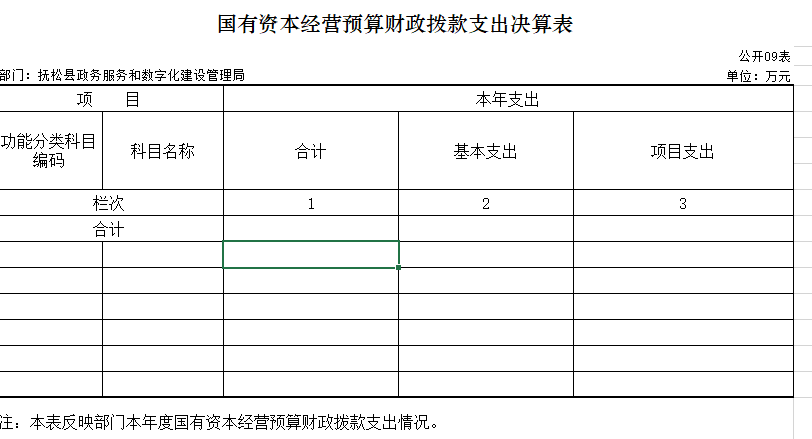 国有资本经营预算财政拨款支出决算表
公开09表
部门：抚松县政务服务和数字化建设管理局 单位：万元
项 目 本年支出
功能分类科目
编码 科目名称 合计 基本支出 项目支出
栏次 1 2 3
合计
注：本表反映部门本年度国有资本经营预算财政拨款支出情况。